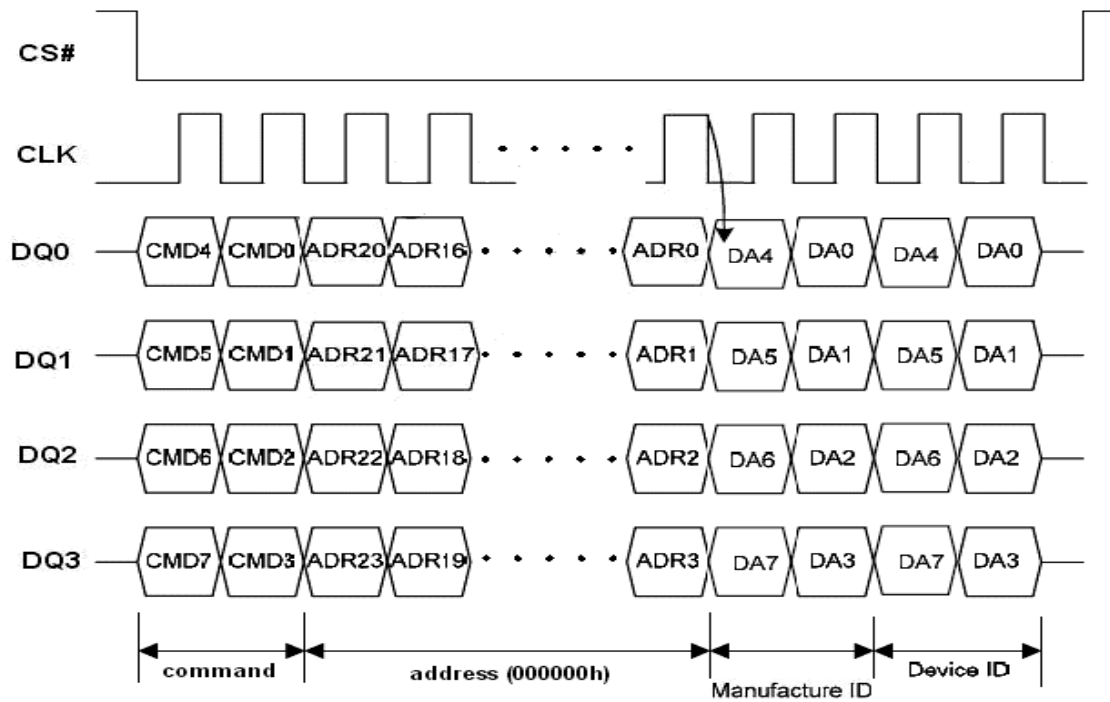 CS#
CLK
DQ0 CMD4 CMD0 ADR20 ADR16 ADR0 DA4 DA0 DA4 DA0
DQ1 CMD5 CMD1 ADR21 ADR17 ADR1 DA5 DA1 DA5 DA1
DQ2 CMD6 CMD2 ADR22 ADR18 ADR2 DA6 DA2 DA6 DA2
DQ3 CMD7 CMD3 ADR23 ADR19 ADR3 DA7 DA3 DA7 DA3
command address (000000h) Manufacture ID Device ID